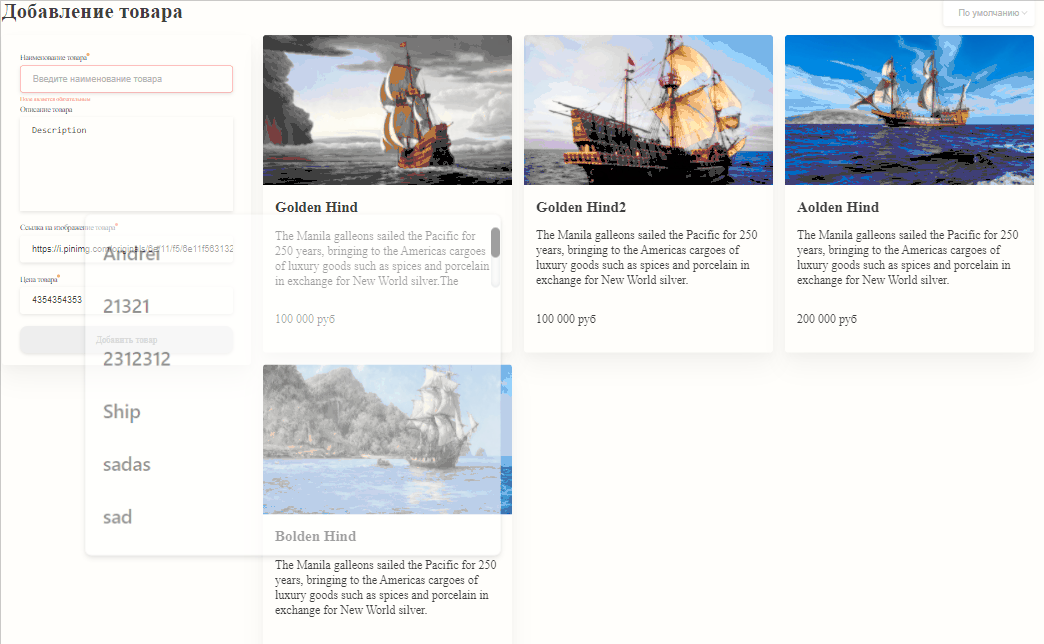 Добавление товара
По умолчанию
Наименование товара*
Введите наименование товара
Поле является обязательным
Описание товара
Description
Ссылка на изображение товара*
https://i.pinimg.com/originals/6e/11/f5/6e11f563132
Цена товара*
4354354353
Добавить товар
Andrei
21321
2312312
Ship
sadas
sad
Golden Hind
The Manila galleons sailed the Pacific for
250 years, bringing to the Americas cargoes
of luxury goods such as spices and porcelain
in exchange for New World silver.The
100 000 руб
Golden Hind2
The Manila galleons sailed the Pacific for 250
years, bringing to the Americas cargoes of
luxury goods such as spices and porcelain in
exchange for New World silver.
100 000 руб
Aolden Hind
The Manila galleons sailed the Pacific for 250
years, bringing to the Americas cargoes of
luxury goods such as spices and porcelain in
exchange for New World silver.
200 000 руб
Bolden Hind
The Manila galleons sailed the Pacific for 250
years, bringing to the Americas cargoes of
luxury goods such as spices and porcelain in
exchange for New World silver.